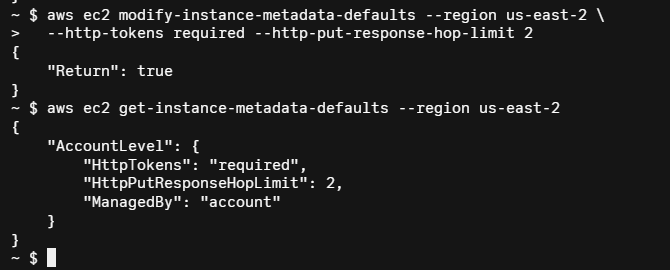 ~ $ aws ec2 modify-instance-metadata-defaults --region us-east-2 \
>   --http-tokens required --http-put-response-hop-limit 2
{
    "Return": true
}
~ $ aws ec2 get-instance-metadata-defaults --region us-east-2
{
    "AccountLevel": {
        "HttpTokens": "required",
        "HttpPutResponseHopLimit": 2,
        "ManagedBy": "account"
    }
}
~ $